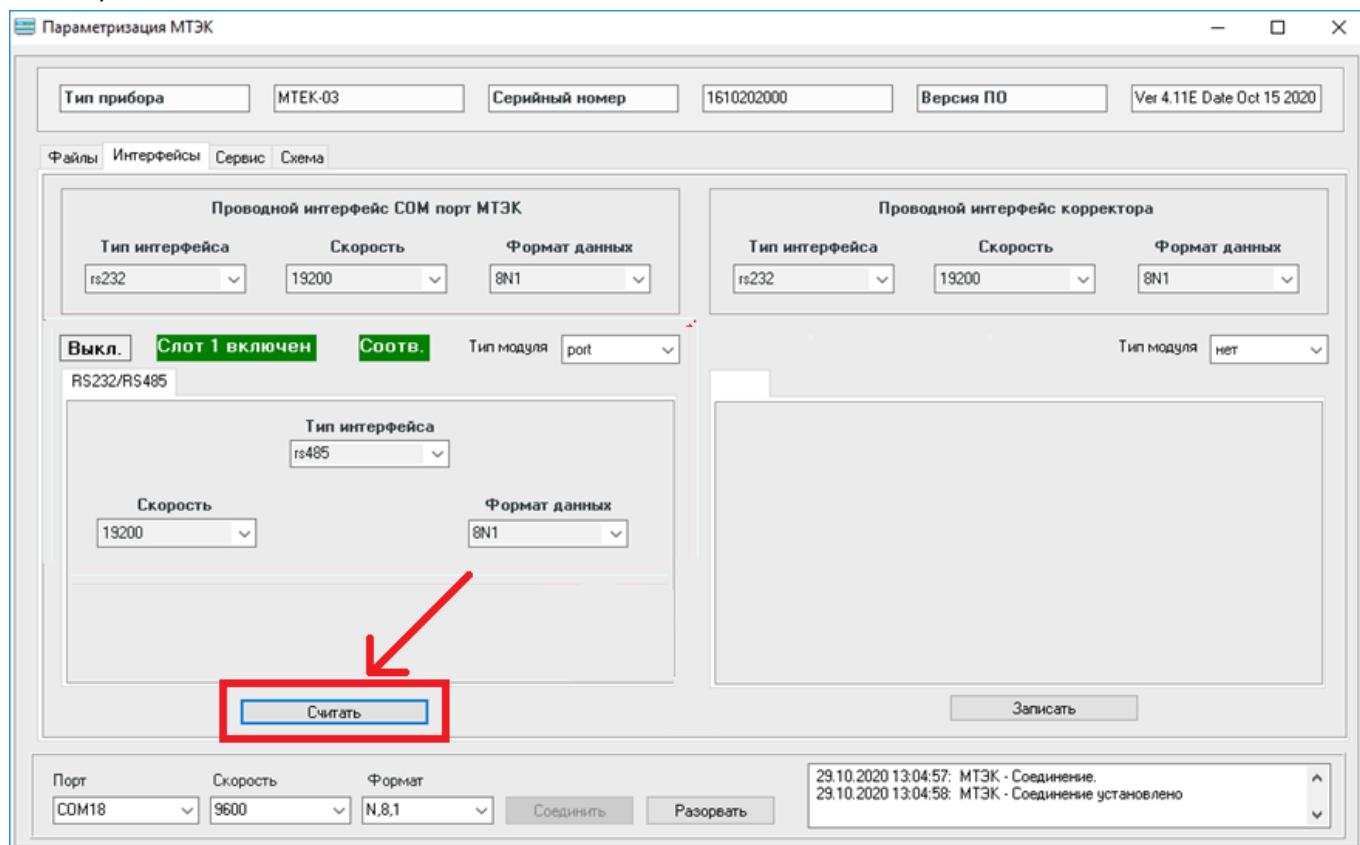 Параметризация МТЭК
Тип прибора МТЕК-03 Серийный номер 1610202000 Версия ПО Ver 4.11E Date Oct 15 2020
Файлы Интерфейсы Сервис Схема
Проводной интерфейс COM порт МТЭК
Тип интерфейса Скорость Формат данных
rs232 19200 8N1
Проводной интерфейс корректора
Тип интерфейса Скорость Формат данных
rs232 19200 8N1
Выкл. Слот 1 включен Соотв. Тип модуля port
RS232/RS485
Тип интерфейса
rs485
Скорость Формат данных
19200 8N1
Считать
Тип модуля нет
Записать
Порт Скорость Формат
COM18 9600 N,8,1 Соединить Разорвать
29.10.2020 13:04:57: МТЭК - Соединение.
29.10.2020 13:04:58: МТЭК - Соединение установлено